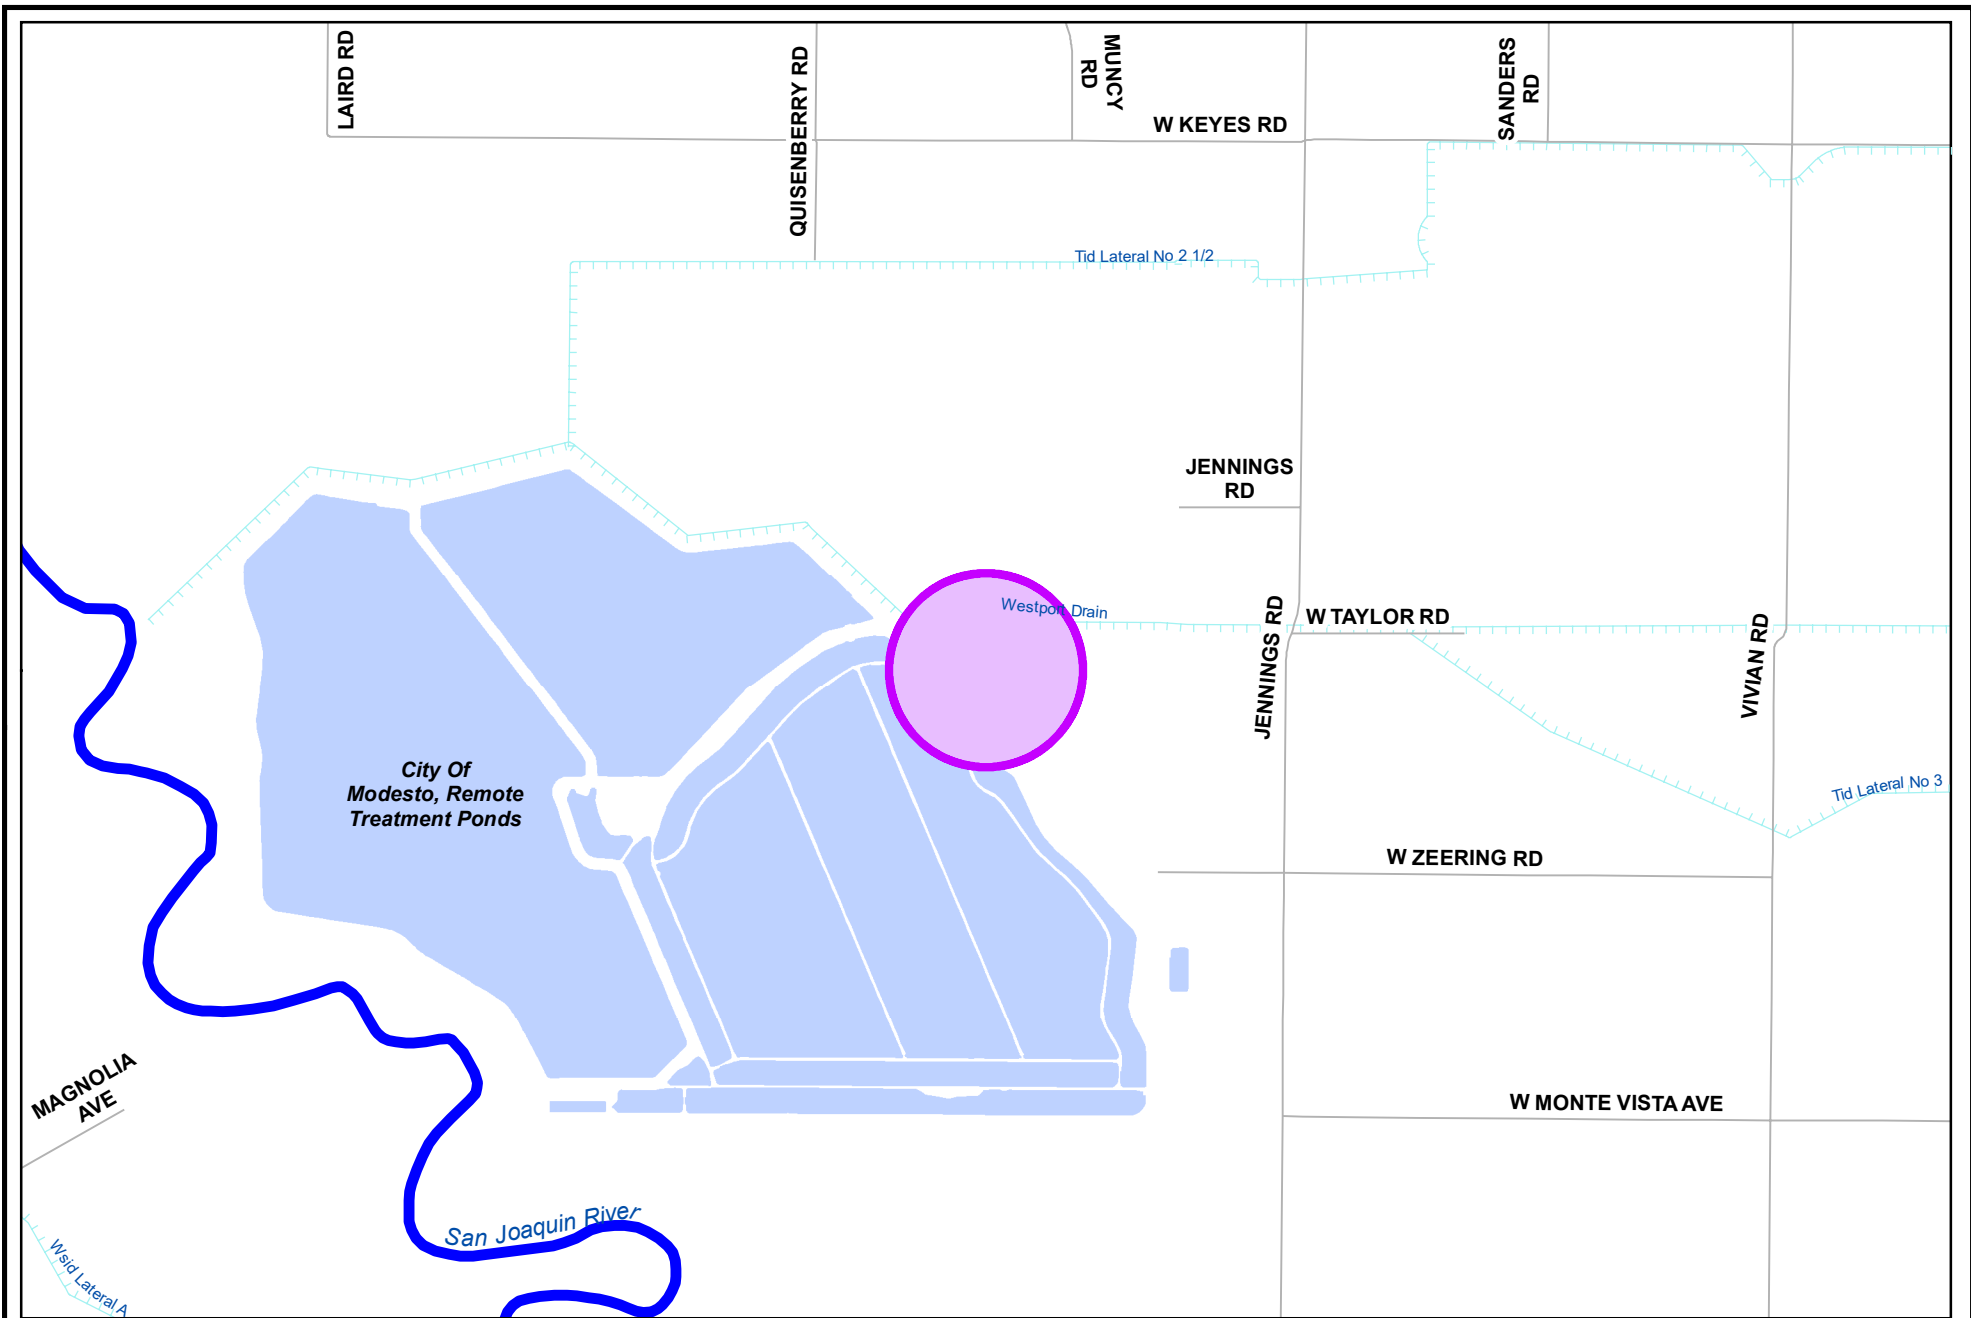 LAIRD RD
QUISENBERRY RD
MUNCY
RD
W KEYES RD
SANDERS
RD
Tid Lateral No 2 1/2
JENNINGS
RD
Westport Drain
JENNINGS RD
W TAYLOR RD
VIVIAN RD
City Of
Modesto, Remote
Treatment Ponds
Tid Lateral No 3
W ZEERING RD
MAGNOLIA
AVE
W MONTE VISTA AVE
San Joaquin River
Wsid Lateral A